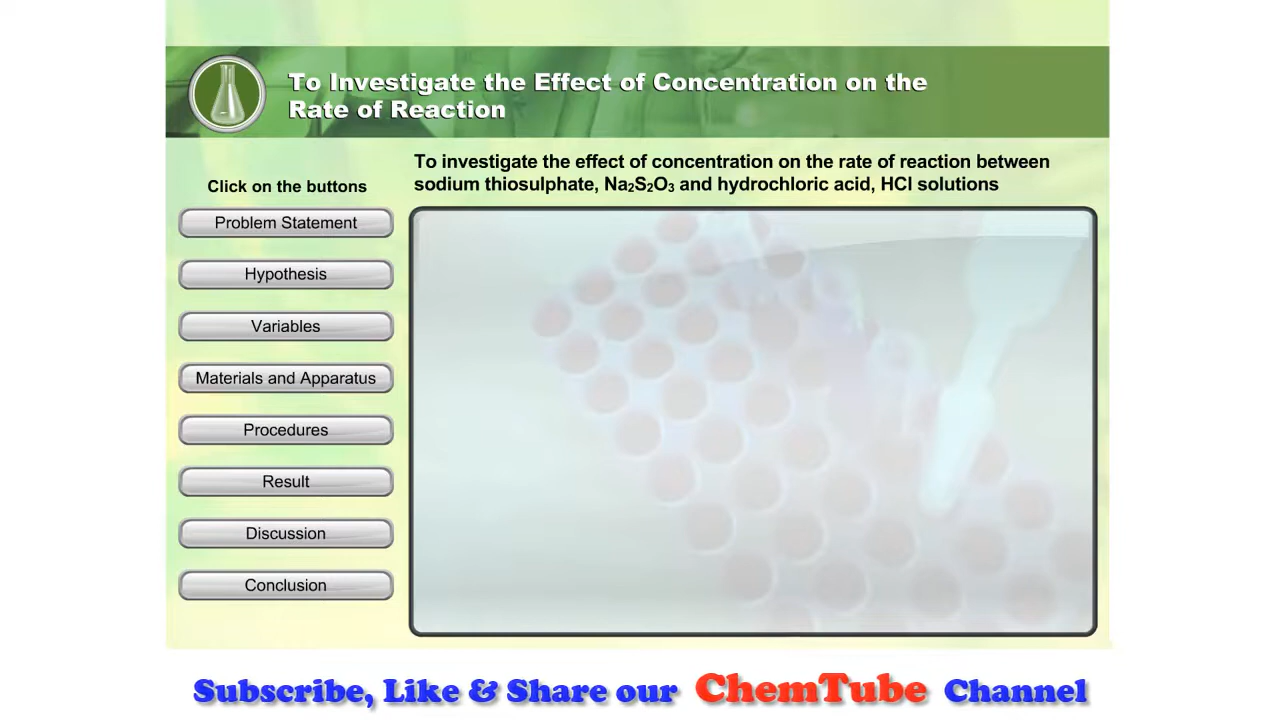 To Investigate the Effect of Concentration on the
Rate of Reaction
To investigate the effect of concentration on the rate of reaction between
sodium thiosulphate, Na₂S₂O₃ and hydrochloric acid, HCl solutions
Click on the buttons
Problem Statement
Hypothesis
Variables
Materials and Apparatus
Procedures
Result
Discussion
Conclusion
Subscribe, Like & Share our ChemTube Channel